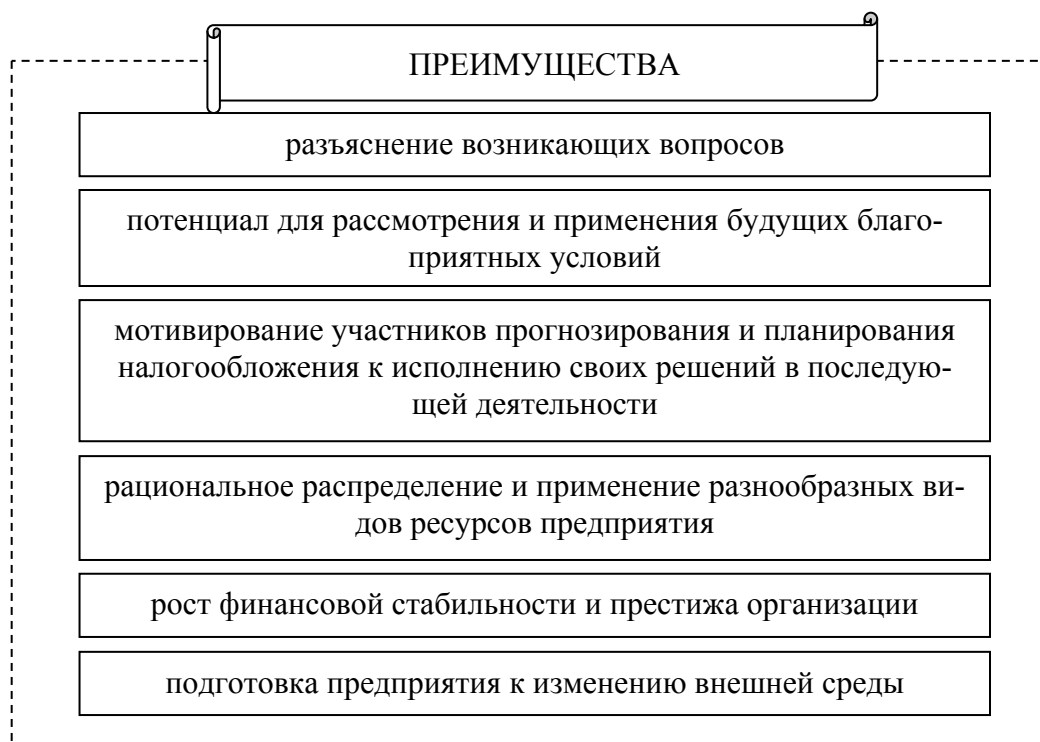 ПРЕИМУЩЕСТВА
разъяснение возникающих вопросов
потенциал для рассмотрения и применения будущих благо-
приятных условий
мотивирование участников прогнозирования и планирования
налогообложения к исполнению своих решений в последую-
щей деятельности
рациональное распределение и применение разнообразных ви-
дов ресурсов предприятия
рост финансовой стабильности и престижа организации
подготовка предприятия к изменению внешней среды